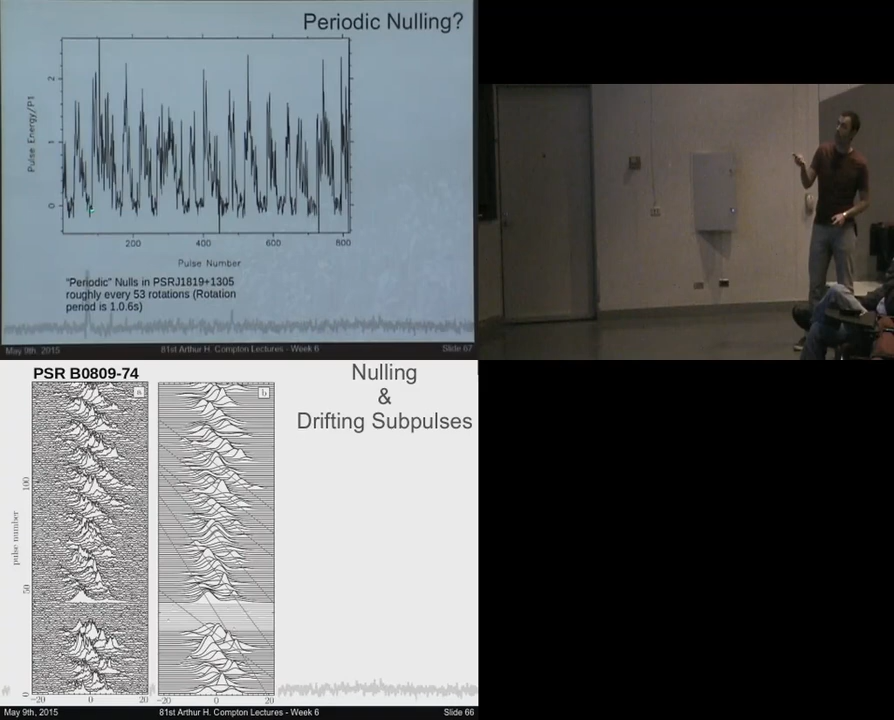 Periodic Nulling?
Pulse Energy/P1
2
1
0
200
400
600
800
Pulse Number
"Periodic" Nulls in PSRJ1819+1305
roughly every 53 rotations (Rotation
period is 1.0.6s)
May 9th, 2015
81st Arthur H. Compton Lectures - Week 6
Slide 67
PSR B0809-74
Nulling
&
Drifting Subpulses
a
b
pulse number
100
50
0
−20
0
20
−20
0
20
May 9th, 2015
81st Arthur H. Compton Lectures - Week 6
Slide 66